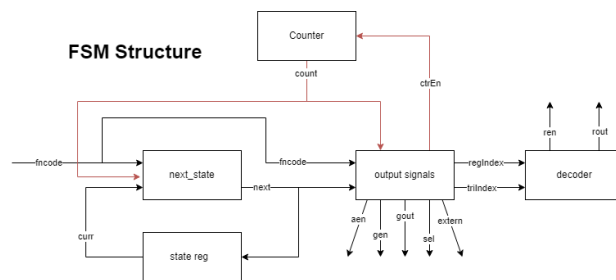 FSM Structure
Counter
count
ctrEn
ren
rout
fncode
next_state
fncode
output signals
regIndex
decoder
next
triIndex
aen
gen
gout
sel
extern
curr
state reg